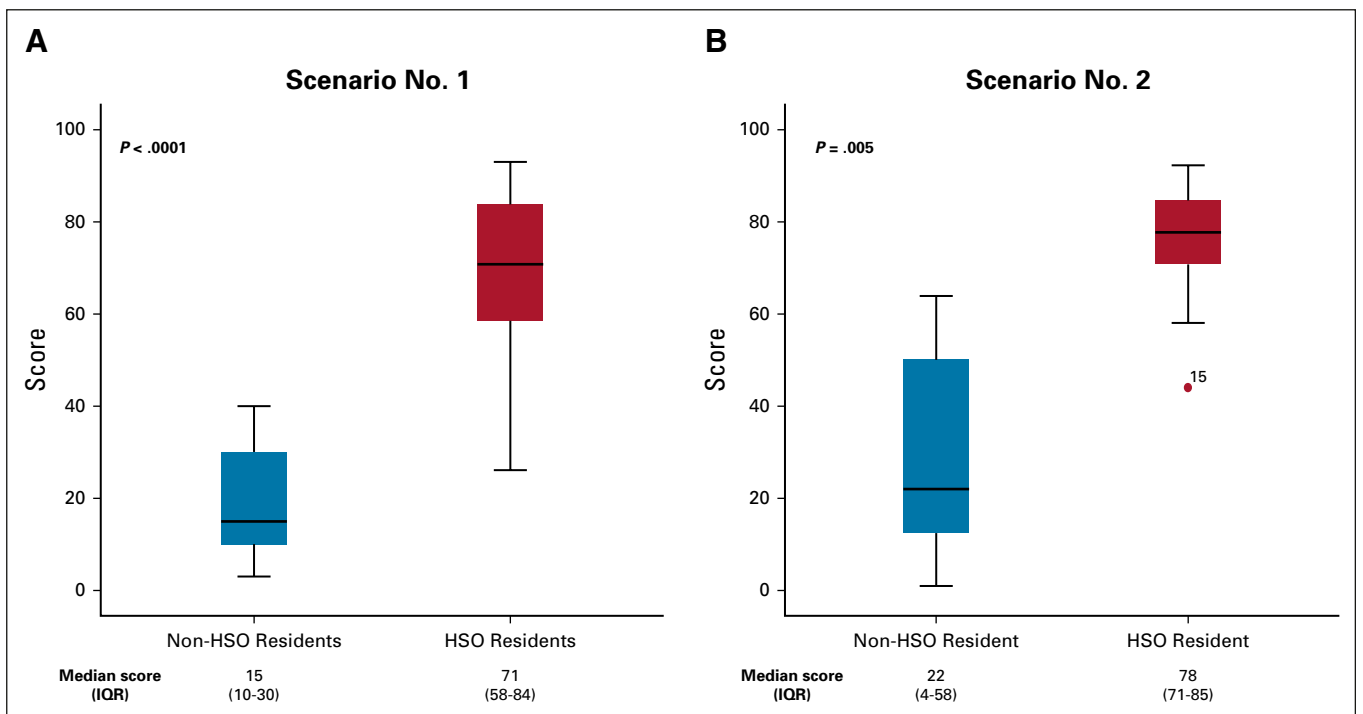 A
Scenario No. 1
P < .0001
Score
100
80
60
40
20
0
Non-HSO Residents
HSO Residents
Median score
(IQR)
15
(10-30)
71
(58-84)
B
Scenario No. 2
P = .005
Score
100
80
60
40
20
0
15
Non-HSO Resident
HSO Resident
Median score
(IQR)
22
(4-58)
78
(71-85)